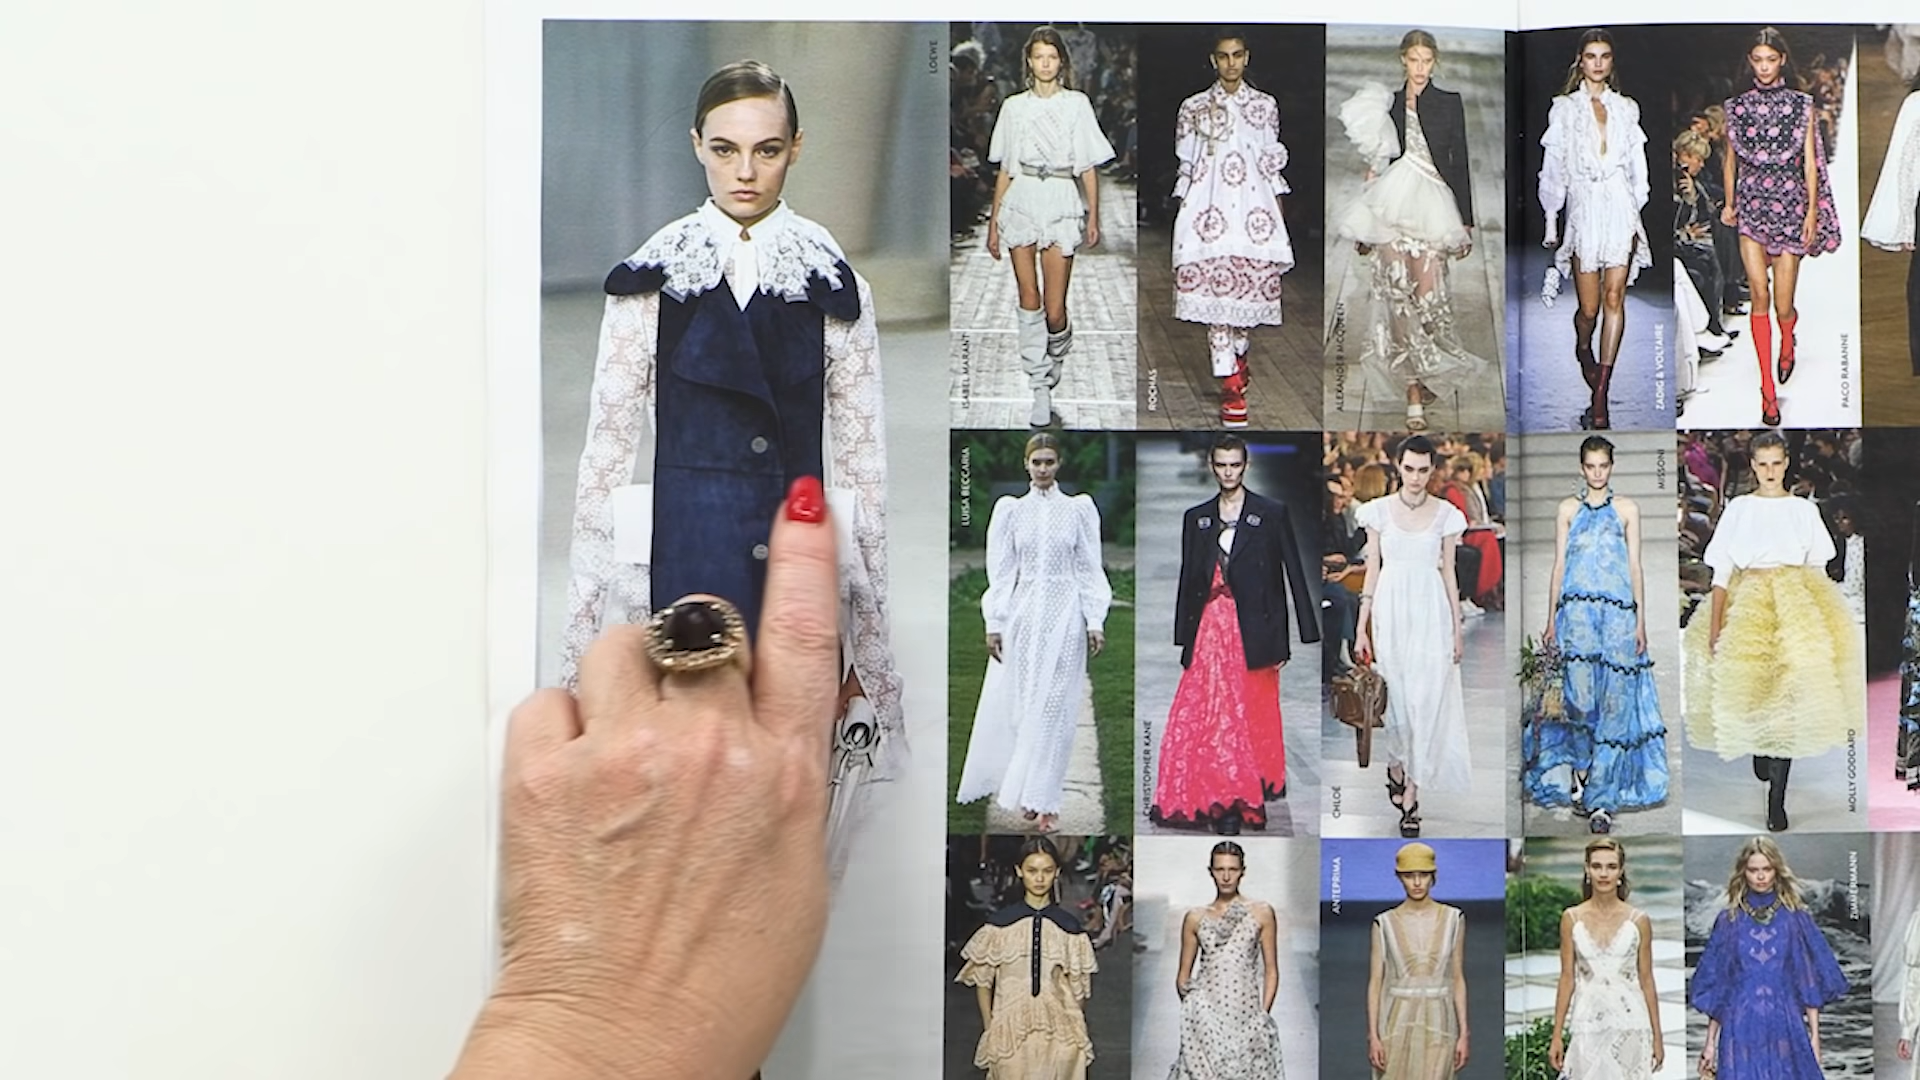 LOEWE
ISABEL MARANT
ROCHAS
ALEXANDER MCQUEEN
ZADIG & VOLTAIRE
PACO RABANNE
LUISA BECCARIA
CHRISTOPHER KANE
CHLOÉ
MISSONI
MOLLY GODDARD
ANTEPRIMA
ZIMMERMANN